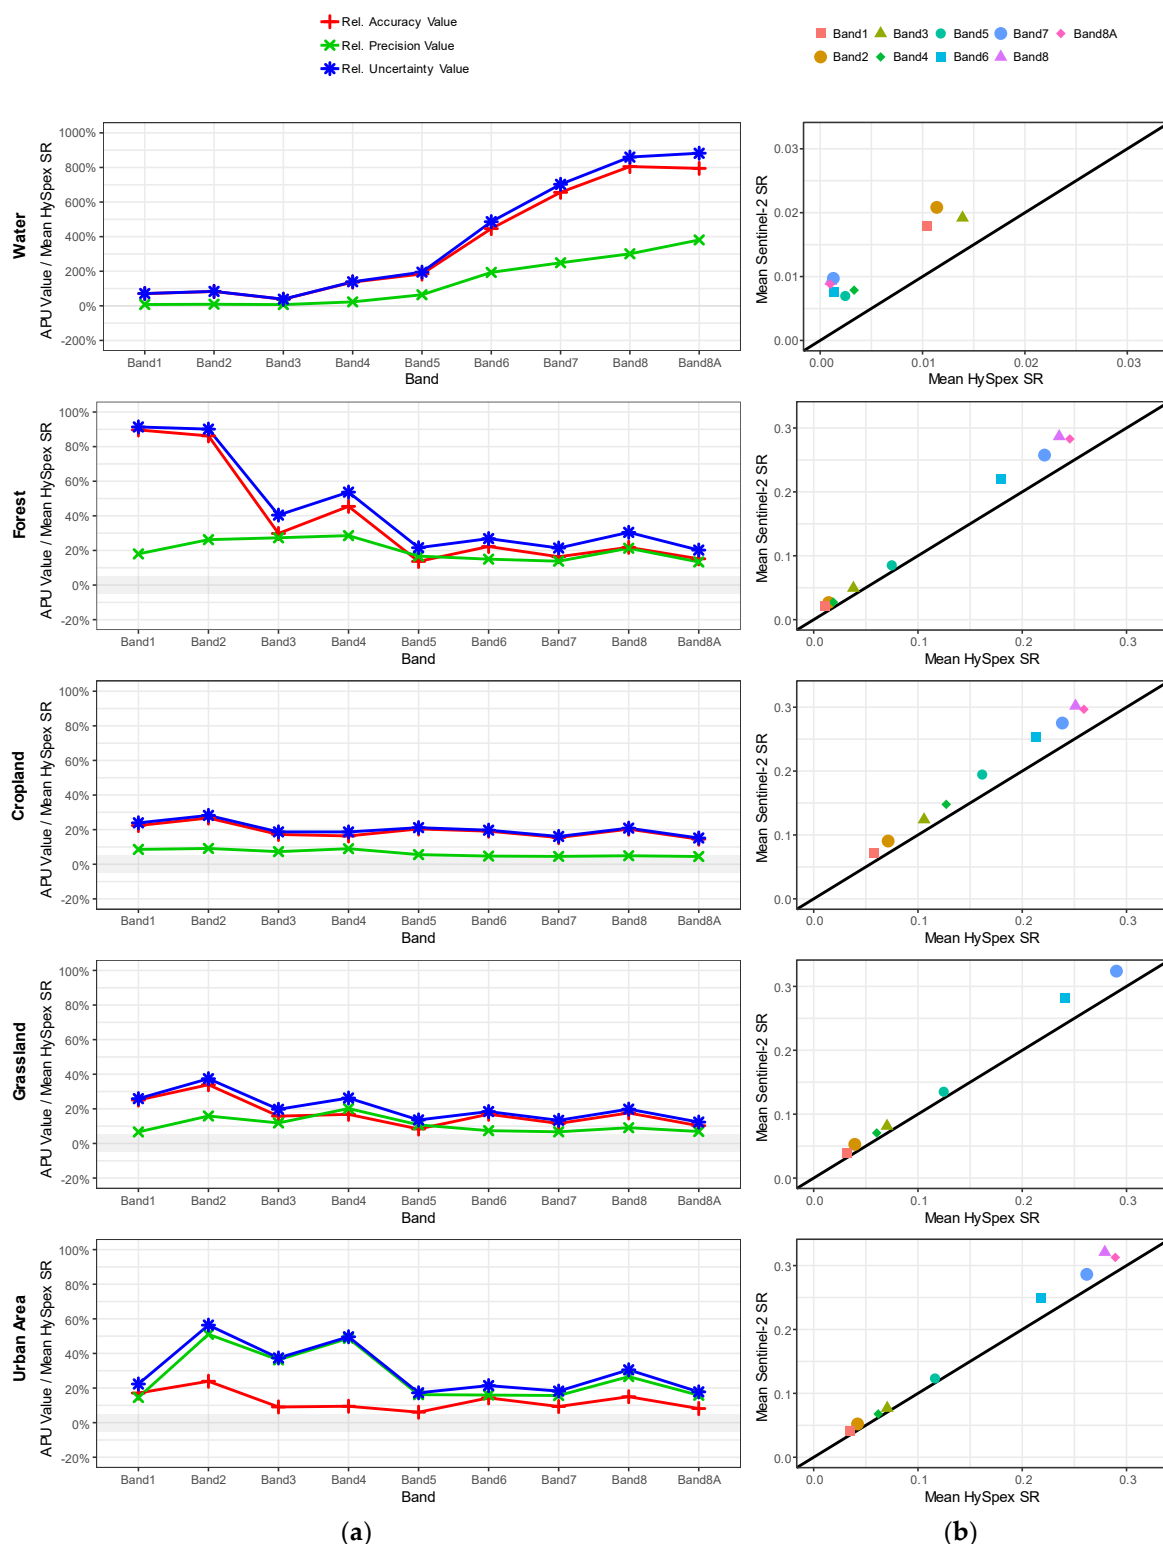 Rel. Accuracy Value
Rel. Precision Value
Rel. Uncertainty Value
Band1 Band3 Band5 Band7 Band8A
Band2 Band4 Band6 Band8
Water
APU Value / Mean HySpex SR
1000%
800%
600%
400%
200%
0%
-200%
Band1 Band2 Band3 Band4 Band5 Band6 Band7 Band8 Band8A
Band
Mean Sentinel-2 SR
0.03
0.02
0.01
0.00
0.00 0.01 0.02 0.03
Mean HySpex SR
Forest
APU Value / Mean HySpex SR
100%
80%
60%
40%
20%
0%
-20%
Band1 Band2 Band3 Band4 Band5 Band6 Band7 Band8 Band8A
Band
Mean Sentinel-2 SR
0.3
0.2
0.1
0.0
0.0 0.1 0.2 0.3
Mean HySpex SR
Cropland
APU Value / Mean HySpex SR
100%
80%
60%
40%
20%
0%
-20%
Band1 Band2 Band3 Band4 Band5 Band6 Band7 Band8 Band8A
Band
Mean Sentinel-2 SR
0.3
0.2
0.1
0.0
0.0 0.1 0.2 0.3
Mean HySpex SR
Grassland
APU Value / Mean HySpex SR
100%
80%
60%
40%
20%
0%
-20%
Band1 Band2 Band3 Band4 Band5 Band6 Band7 Band8 Band8A
Band
Mean Sentinel-2 SR
0.3
0.2
0.1
0.0
0.0 0.1 0.2 0.3
Mean HySpex SR
Urban Area
APU Value / Mean HySpex SR
100%
80%
60%
40%
20%
0%
-20%
Band1 Band2 Band3 Band4 Band5 Band6 Band7 Band8 Band8A
Band
Mean Sentinel-2 SR
0.3
0.2
0.1
0.0
0.0 0.1 0.2 0.3
Mean HySpex SR
(a) (b)